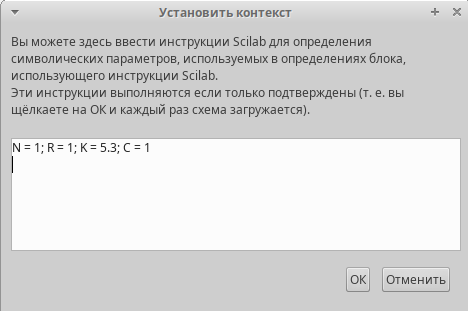 Установить контекст
Вы можете здесь ввести инструкции Scilab для определения
символических параметров, используемых в определениях блока,
использующего инструкции Scilab.
Эти инструкции выполняются если только подтверждены (т. е. вы
щёлкаете на ОК и каждый раз схема загружается).
N = 1; R = 1; K = 5.3; C = 1
ОК Отменить